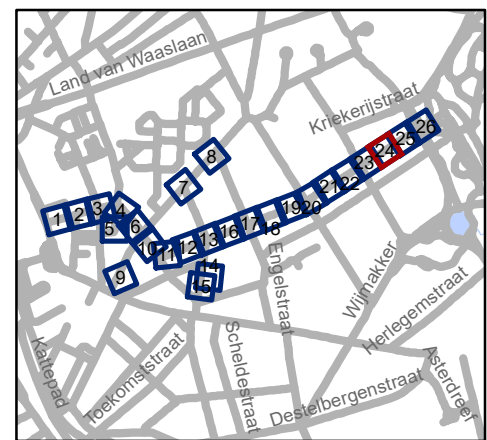 Land van Waaslaan
Kriekerijstraat
26
25
24
23
22
21
20
19
18
17
16
13
12
11
10
8
7
1
2
3
4
5
6
9
14
15
Engelstraat
Wijmakker
Herlegemstraat
Kattepad
Toekomststraat
Scheldestraat
Destelbergenstraat
Asterdreef